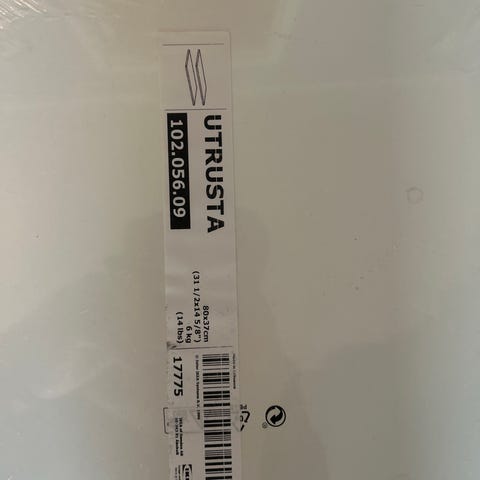 UTRUSTA
102.056.09
80x37cm
(31 1/2x14 5/8")
6 kg
(14 lbs)
17775